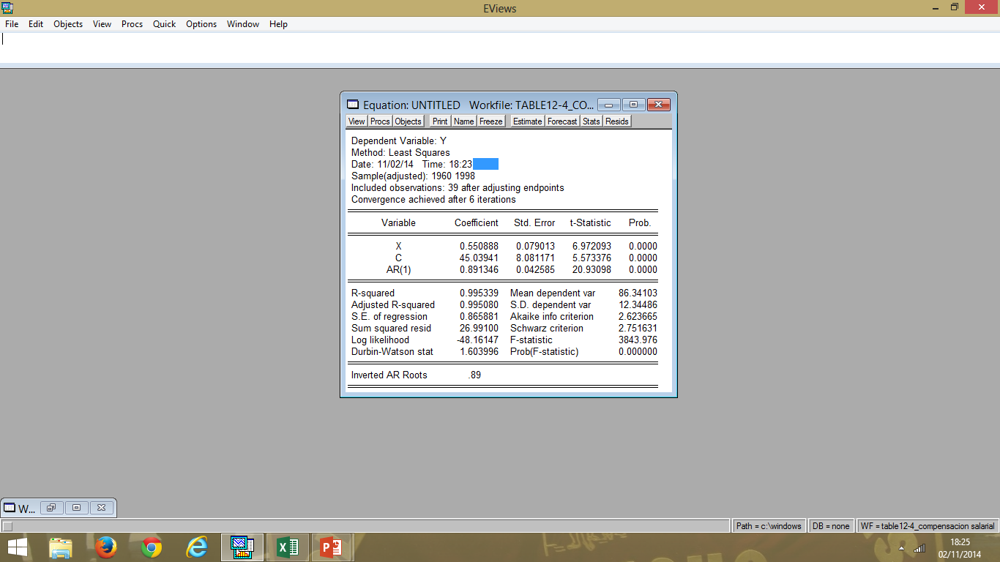 EViews
File Edit Objects View Procs Quick Options Window Help
Equation: UNTITLED Workfile: TABLE12-4_CO...
View Procs Objects Print Name Freeze Estimate Forecast Stats Resids
Dependent Variable: Y
Method: Least Squares
Date: 11/02/14 Time: 18:23
Sample(adjusted): 1960 1998
Included observations: 39 after adjusting endpoints
Convergence achieved after 6 iterations
Variable Coefficient Std. Error t-Statistic Prob.
X 0.550888 0.079013 6.972093 0.0000
C 45.03941 8.081171 5.573376 0.0000
AR(1) 0.891346 0.042585 20.93098 0.0000
R-squared 0.995339 Mean dependent var 86.34103
Adjusted R-squared 0.995080 S.D. dependent var 12.34486
S.E. of regression 0.865881 Akaike info criterion 2.623665
Sum squared resid 26.99100 Schwarz criterion 2.751631
Log likelihood -48.16147 F-statistic 3843.976
Durbin-Watson stat 1.603996 Prob(F-statistic) 0.000000
Inverted AR Roots .89
W...
Path = c:\windows DB = none WF = table12-4_compensacion salarial
18:25
02/11/2014